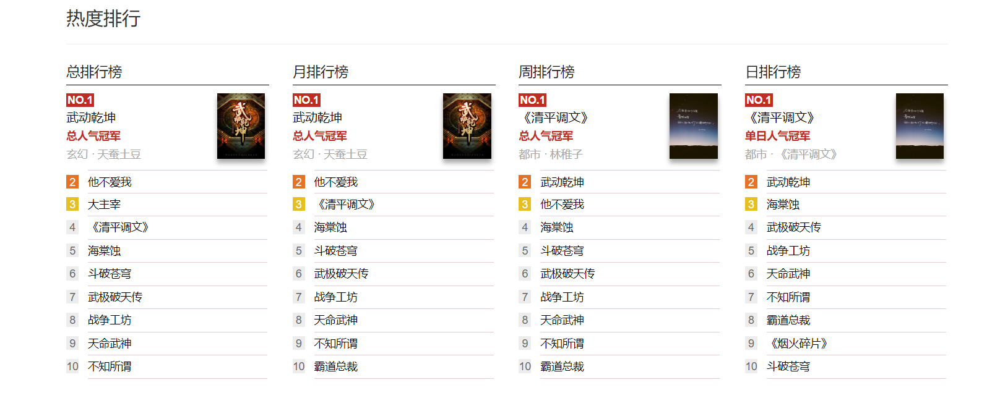 热度排行
总排行榜
NO.1
武动乾坤
总人气冠军
玄幻 · 天蚕土豆
2 他不爱我
3 大主宰
4 《清平调文》
5 海棠蚀
6 斗破苍穹
7 武极破天传
8 战争工坊
9 天命武神
10 不知所谓
月排行榜
NO.1
武动乾坤
总人气冠军
玄幻 · 天蚕土豆
2 他不爱我
3 《清平调文》
4 海棠蚀
5 斗破苍穹
6 武极破天传
7 战争工坊
8 天命武神
9 不知所谓
10 霸道总裁
周排行榜
NO.1
《清平调文》
总人气冠军
都市 · 林稚子
2 武动乾坤
3 他不爱我
4 海棠蚀
5 斗破苍穹
6 武极破天传
7 战争工坊
8 天命武神
9 不知所谓
10 霸道总裁
日排行榜
NO.1
《清平调文》
单日人气冠军
都市 · 《清平调文》
2 武动乾坤
3 海棠蚀
4 武极破天传
5 战争工坊
6 天命武神
7 不知所谓
8 霸道总裁
9 《烟火碎片》
10 斗破苍穹